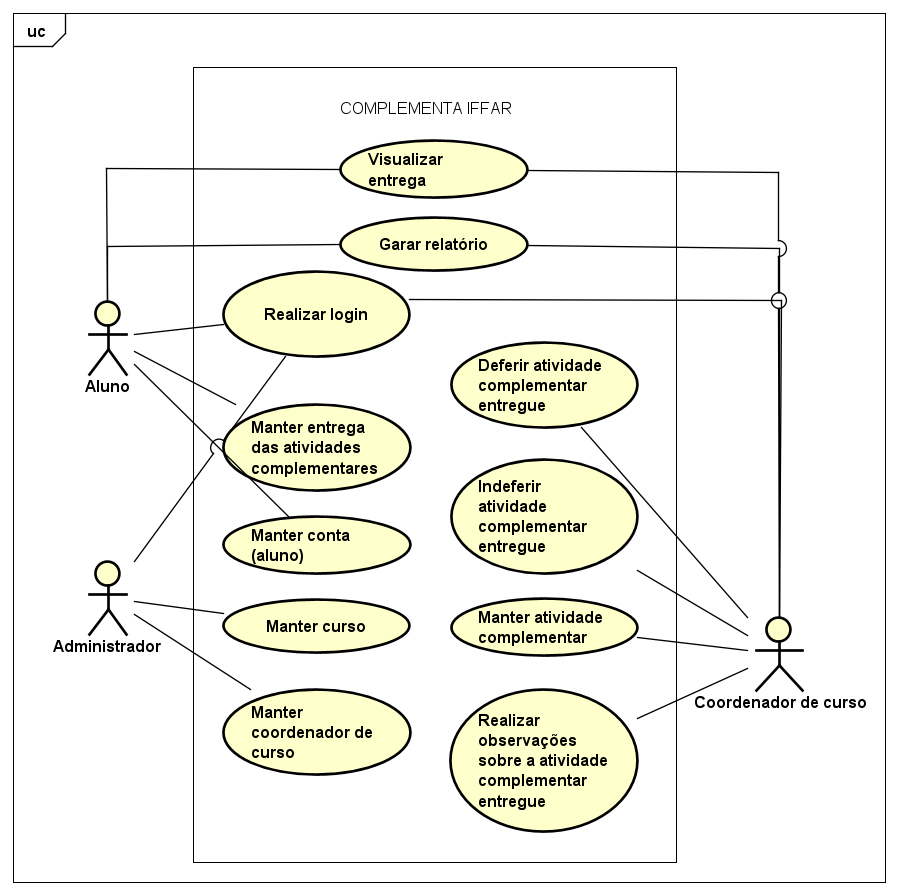 uc
COMPLEMENTA IFFAR
Visualizar
entrega
Garar relatório
Realizar login
Aluno
Deferir atividade
complementar
entregue
Manter entrega
das atividades
complementares
Indeferir
atividade
complementar
entregue
Manter conta
(aluno)
Administrador
Manter curso
Manter atividade
complementar
Coordenador de curso
Manter
coordenador de
curso
Realizar
observações
sobre a atividade
complementar
entregue